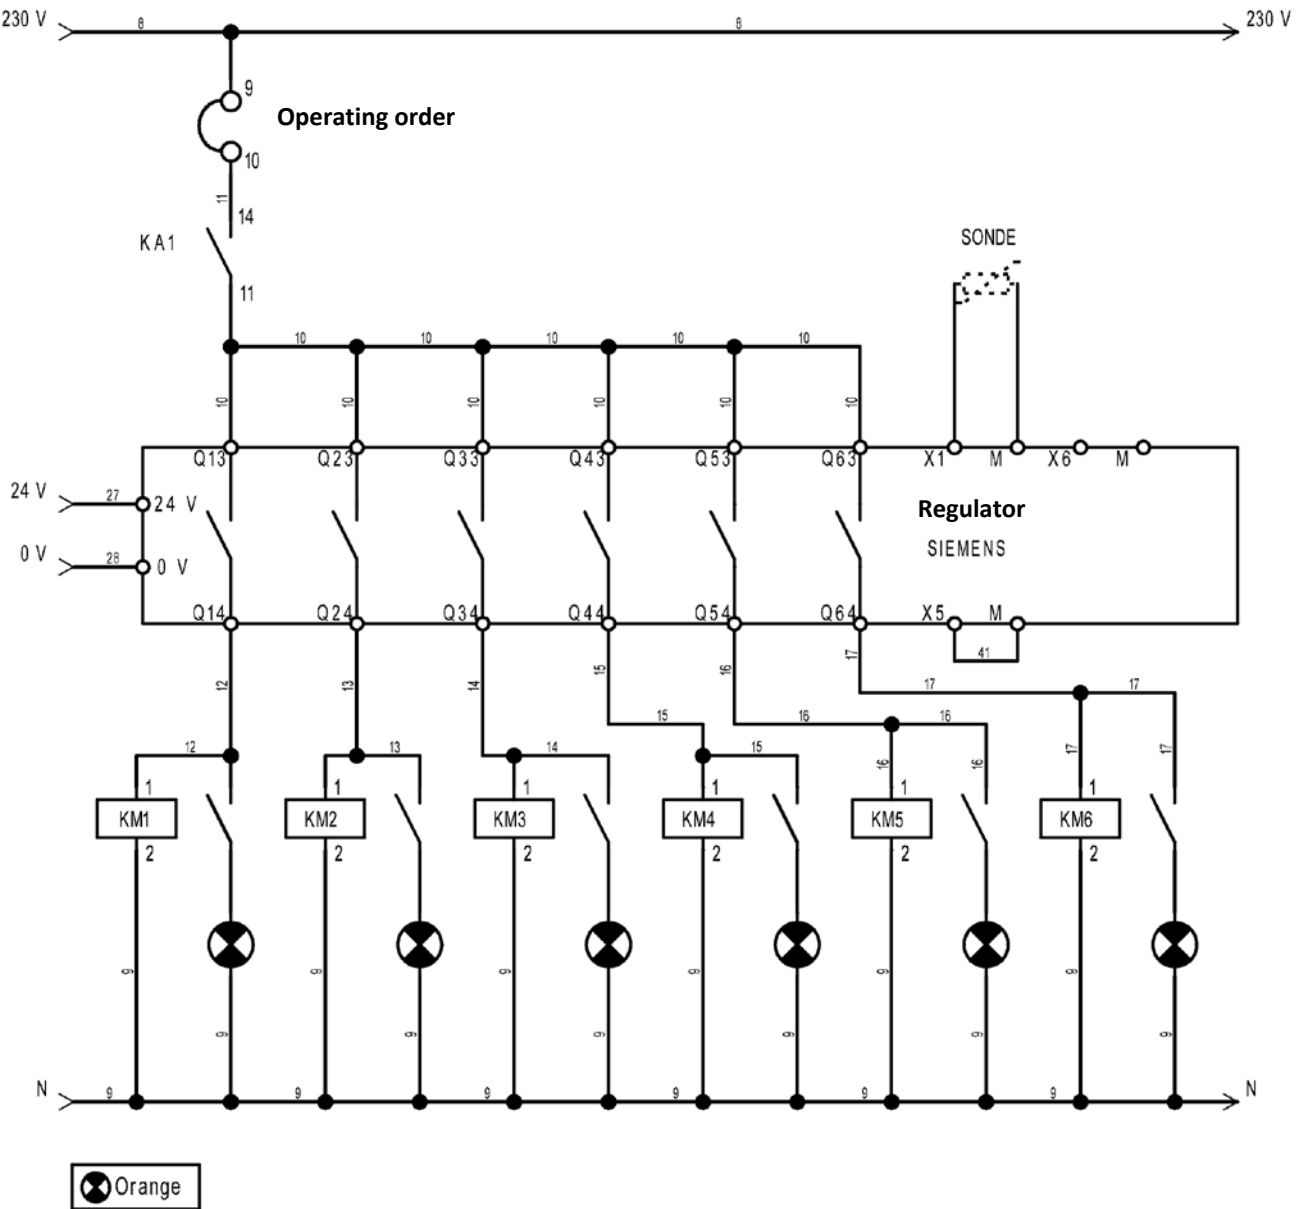 230 V 8 8 230 V
9
Operating order
10
11
14
KA1
SONDE
11
10 10 10 10 10
10 10 10 10 10 10
Q13 Q23 Q33 Q43 Q53 Q63 X1 M X6 M
24 V 27 24 V
Regulator
SIEMENS
0 V 28 0 V
Q14 Q24 Q34 Q44 Q54 Q64 X5 M
41
12 13 14 15 16 17
17 17
15 16 16
12 13 14 15
16 16 17 17
1 1 1 1 1 1
KM1 KM2 KM3 KM4 KM5 KM6
2 2 2 2 2 2
9 9 9 9 9 9
9 9 9 9 9 9
N 9 9 9 9 9 9 N
Orange